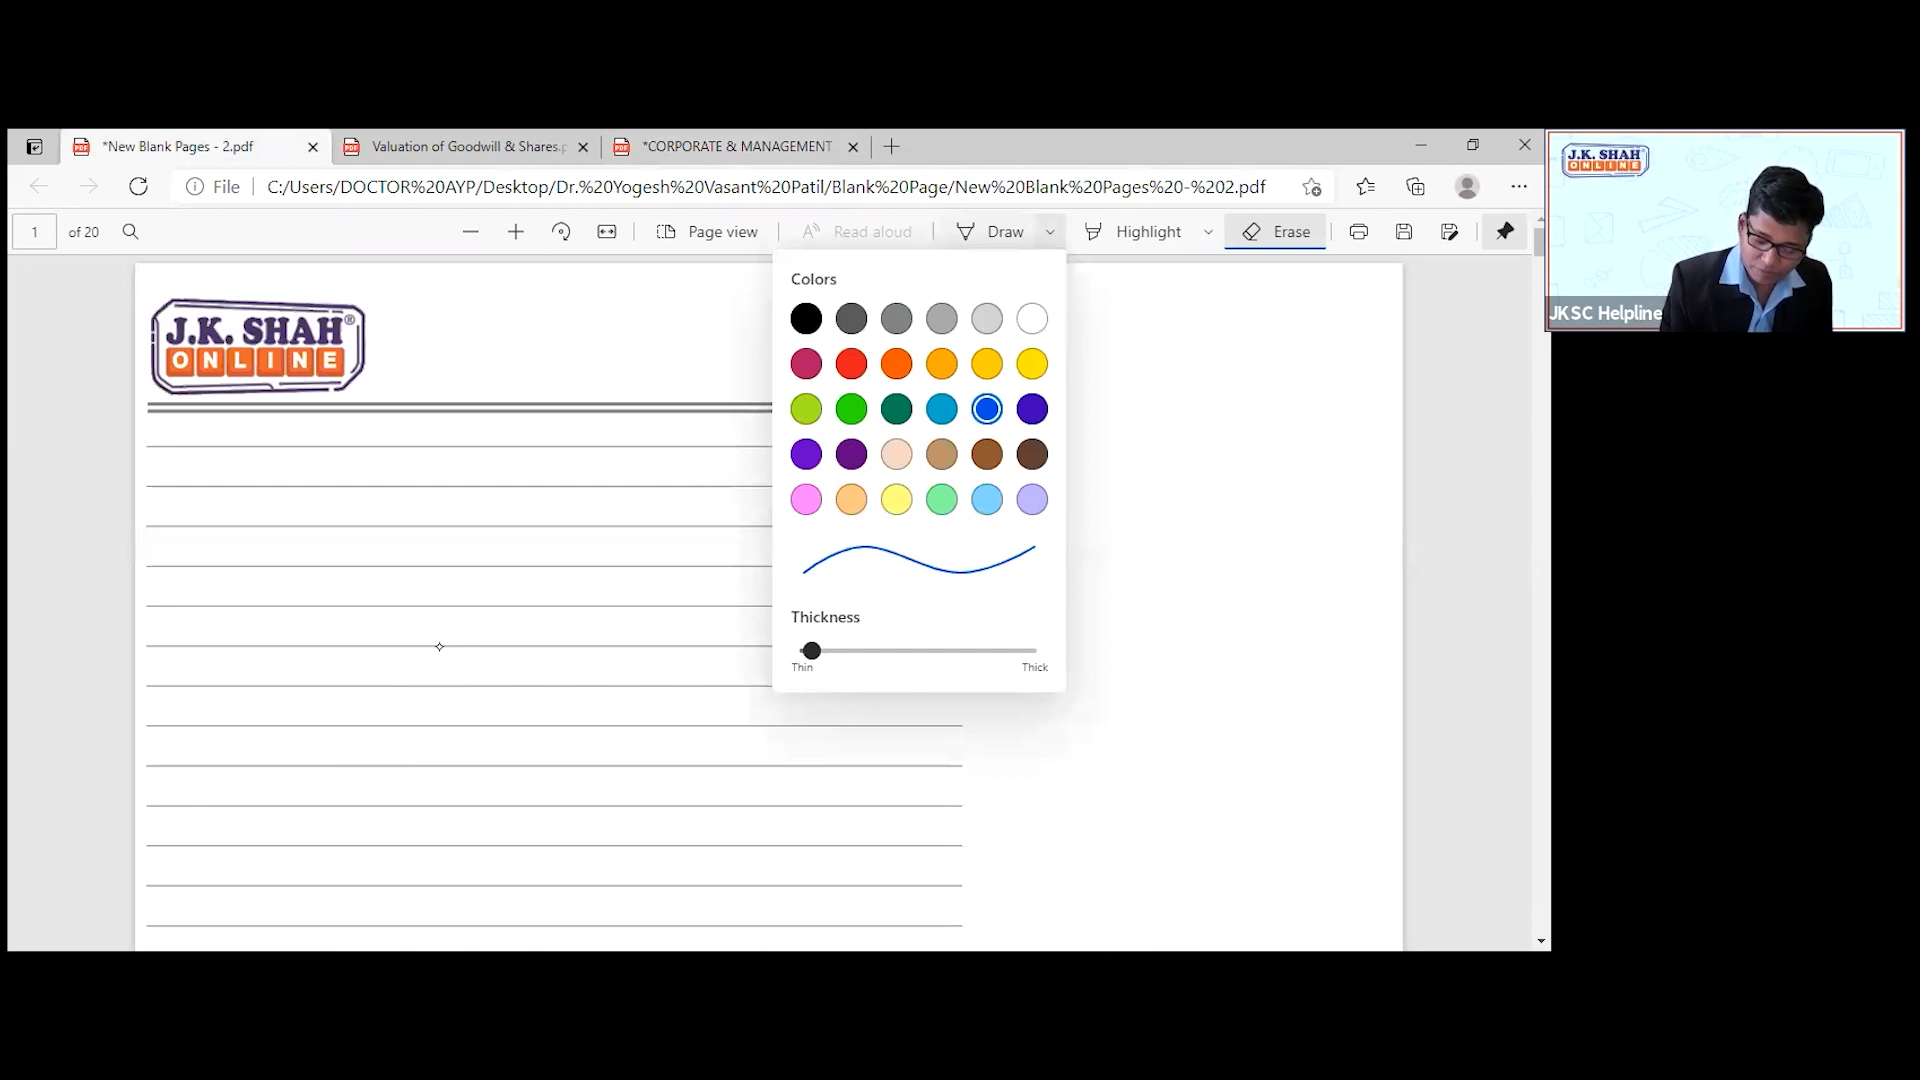 *New Blank Pages - 2.pdf
Valuation of Goodwill & Shares.p
*CORPORATE & MANAGEMENT
File
C:/Users/DOCTOR%20AYP/Desktop/Dr.%20Yogesh%20Vasant%20Patil/Blank%20Page/New%20Blank%20Pages%20-%202.pdf
1 of 20
Page view
Read aloud
Draw
Highlight
Erase
J.K. SHAH®
ONLINE
Colors
Thickness
Thin
Thick
J.K. SHAH®
ONLINE
JKSC Helpline